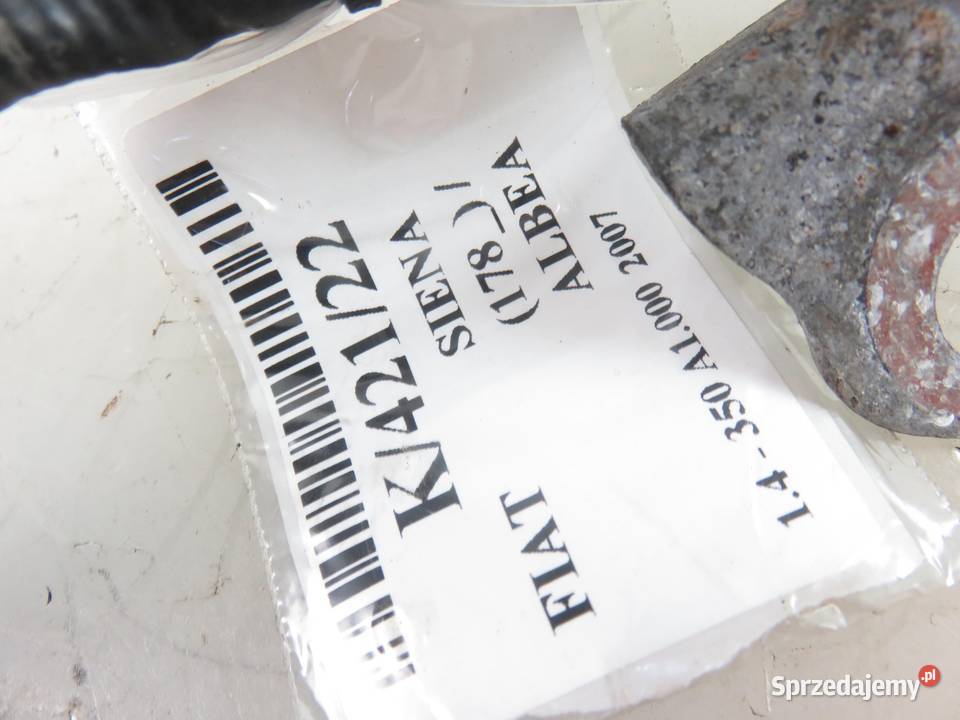 K/421/22
FIAT
SIENA
(178_) /
ALBEA
1.4 - 350 A1.000 2007
Sprzedajemy.pl